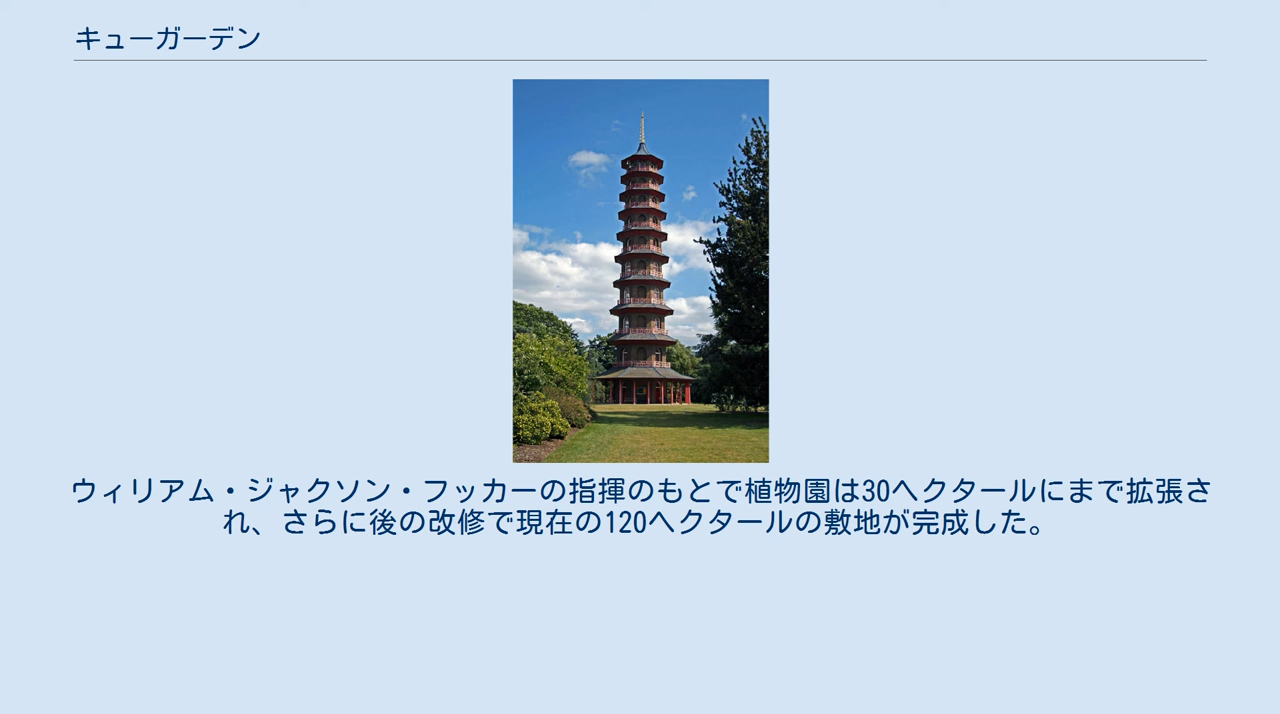 キューガーデン
ウィリアム・ジャクソン・フッカーの指揮のもとで植物園は30ヘクタールにまで拡張さ
れ、さらに後の改修で現在の120ヘクタールの敷地が完成した。